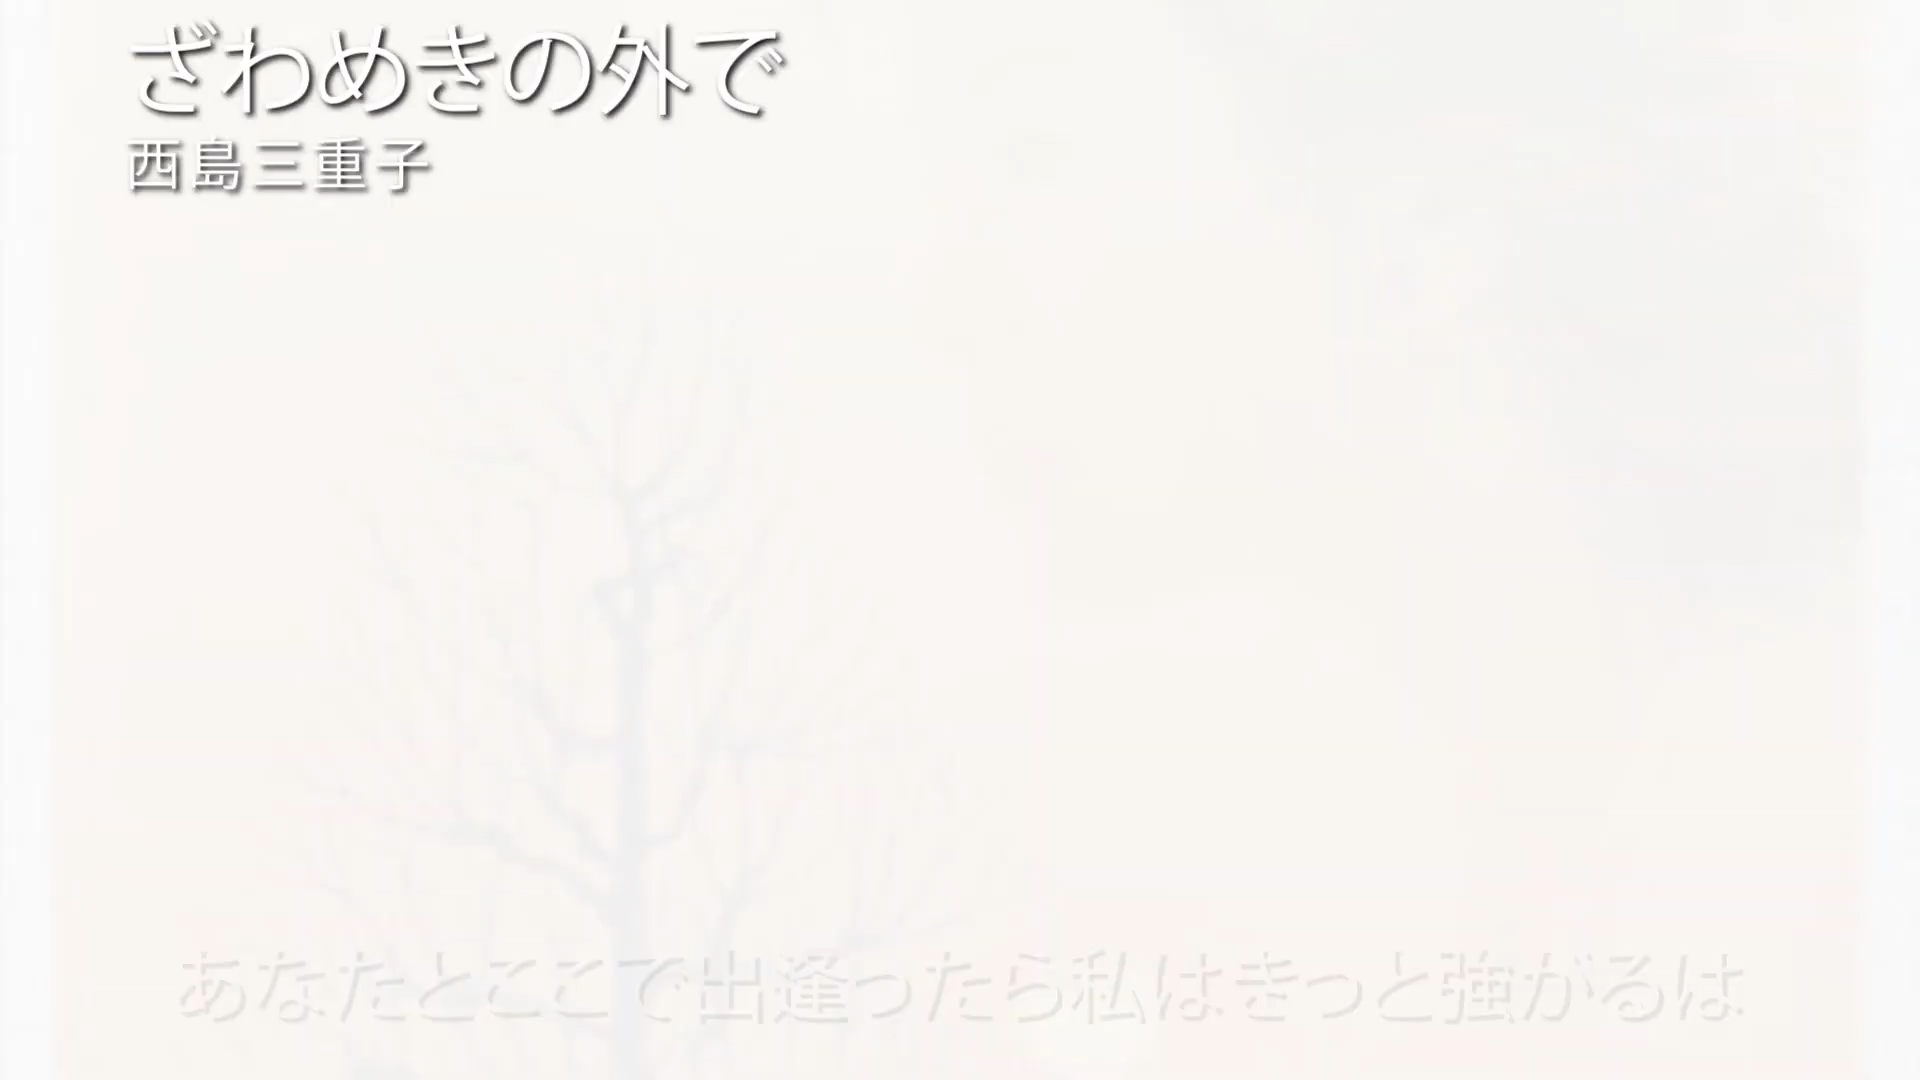 ざわめきの外で
西島三重子
あなたとここで出逢ったら私はきっと強がるは